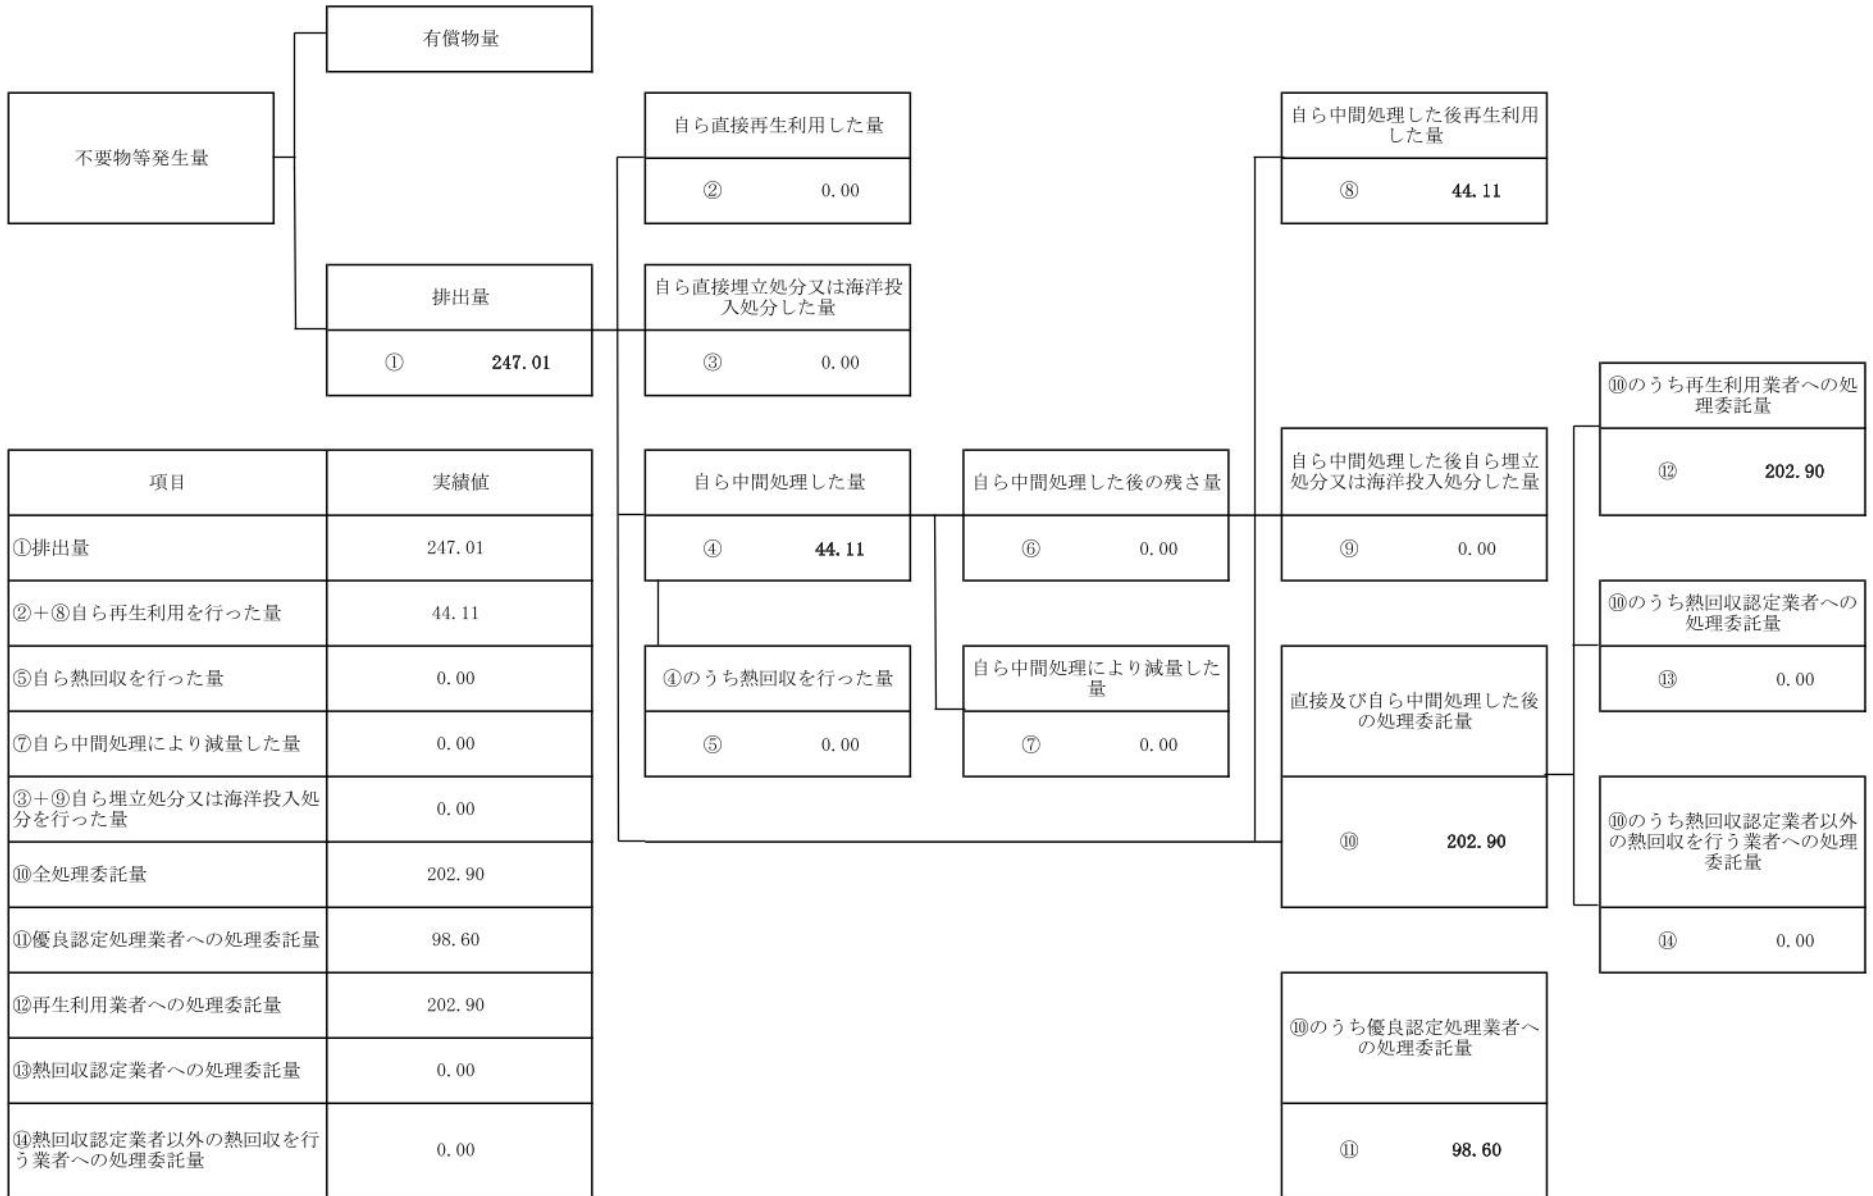 有償物量
不要物等発生量
自ら直接再生利用した量
② 0.00
自ら中間処理した後再生利用
した量
⑧ 44.11
排出量
① 247.01
自ら直接埋立処分又は海洋投
入処分した量
③ 0.00
自ら中間処理した量
④ 44.11
自ら中間処理した後の残さ量
⑥ 0.00
自ら中間処理した後自ら埋立
処分又は海洋投入処分した量
⑨ 0.00
⑩のうち再生利用業者への処
理委託量
⑫ 202.90
④のうち熱回収を行った量
⑤ 0.00
自ら中間処理により減量した
量
⑦ 0.00
直接及び自ら中間処理した後
の処理委託量
⑩ 202.90
⑩のうち熱回収認定業者への
処理委託量
⑬ 0.00
⑩のうち熱回収認定業者以外
の熱回収を行う業者への処理
委託量
⑭ 0.00
⑩のうち優良認定処理業者へ
の処理委託量
⑪ 98.60
項目 実績値
①排出量 247.01
②+⑧自ら再生利用を行った量 44.11
⑤自ら熱回収を行った量 0.00
⑦自ら中間処理により減量した量 0.00
③+⑨自ら埋立処分又は海洋投入処
分を行った量 0.00
⑩全処理委託量 202.90
⑪優良認定処理業者への処理委託量 98.60
⑫再生利用業者への処理委託量 202.90
⑬熱回収認定業者への処理委託量 0.00
⑭熱回収認定業者以外の熱回収を行
う業者への処理委託量 0.00